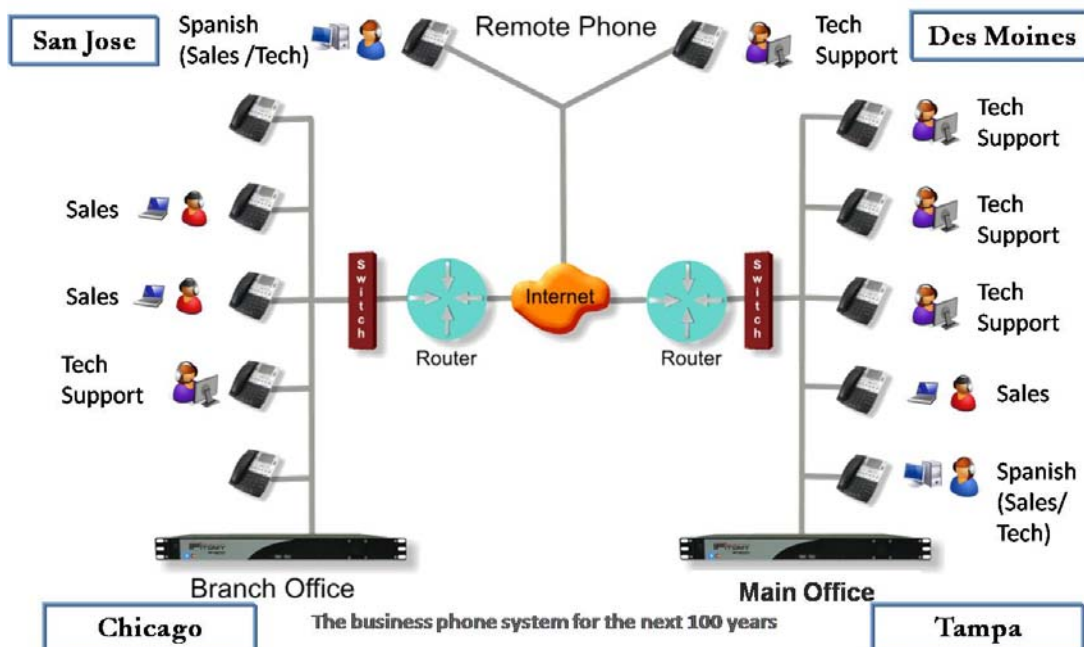 San Jose
Spanish
(Sales /Tech)
Remote Phone
Tech
Support
Des Moines
Tech
Support
Sales
Tech
Support
Sales
Tech
Support
Switch
Router
Internet
Router
Switch
Tech
Support
Sales
Spanish
(Sales/
Tech)
Branch Office
Main Office
Chicago
The business phone system for the next 100 years
Tampa